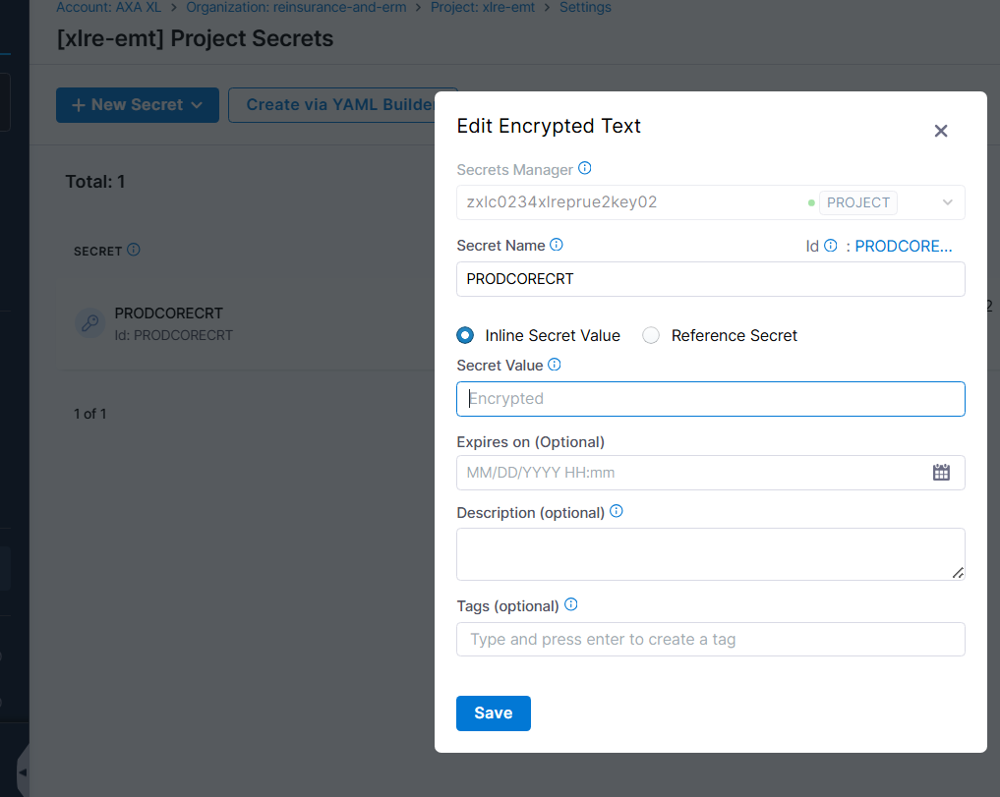 Account: AXA XL > Organization: reinsurance-and-erm > Project: xlre-emt > Settings
[xlre-emt] Project Secrets
+ New Secret
Create via YAML Builder
Total: 1
SECRET
PRODCORECRT
Id: PRODCORECRT
1 of 1
Edit Encrypted Text
Secrets Manager
zxlc0234xlreprue2key02 PROJECT
Secret Name Id : PRODCORE...
PRODCORECRT
Inline Secret Value Reference Secret
Secret Value
Encrypted
Expires on (Optional)
MM/DD/YYYY HH:mm
Description (optional)
Tags (optional)
Type and press enter to create a tag
Save